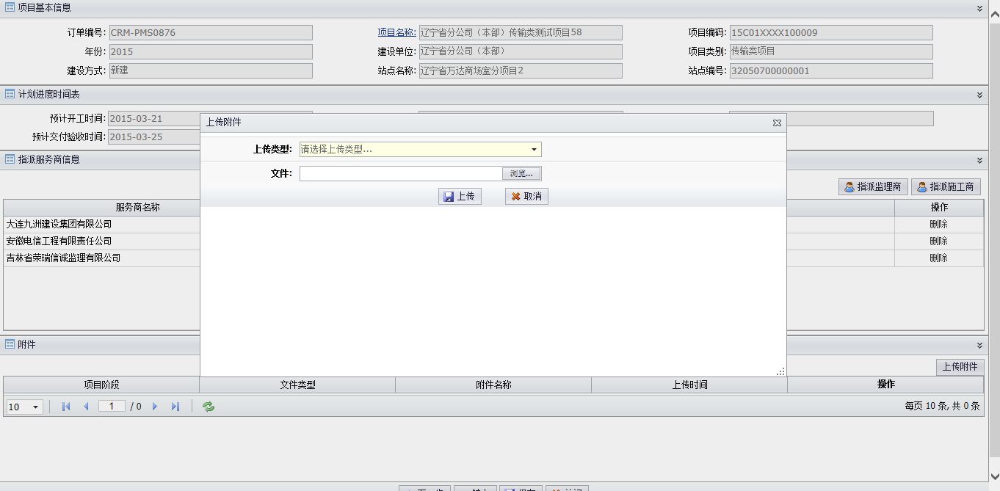 项目基本信息
订单编号: CRM-PMS0876 项目名称: 辽宁省分公司（本部）传输类测试项目58 项目编码: 15C01XXXX100009
年份: 2015 建设单位: 辽宁省分公司（本部） 项目类别: 传输类项目
建设方式: 新建 站点名称: 辽宁省万达商场室分项目2 站点编号: 32050700000001
计划进度时间表
预计开工时间: 2015-03-21
预计交付验收时间: 2015-03-25
上传附件
上传类型: 请选择上传类型...
文件: 浏览...
上传 取消
指派服务商信息
指派监理商 指派施工商
服务商名称 操作
大连九洲建设集团有限公司 删除
安徽电信工程有限责任公司 删除
吉林省荣瑞信诚监理有限公司 删除
附件
上传附件
项目阶段 文件类型 附件名称 上传时间 操作
10 1 / 0 每页 10 条, 共 0 条